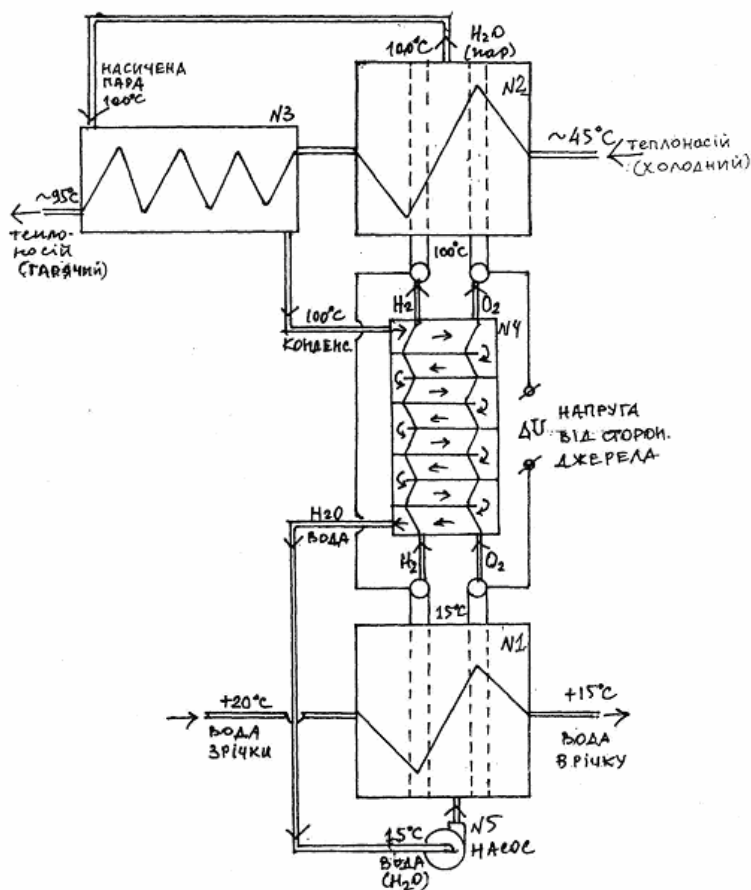 100°C
H₂O
(пар)
НАСИЧЕНА
ПАРА
100°C
N3
N2
~45°C
ТЕПЛОНАСІЙ
(ХОЛОДНИЙ)
~95°C
ТЕПЛО-
НОСІЙ
(ГАРЯЧИЙ)
100°C
H₂
O₂
100°C
КОНДЕНС.
N4
ΔU
НАПРУГА
ВІД СТОРОН.
ДЖЕРЕЛА
H₂O
ВОДА
H₂
O₂
15°C
N1
+20°C
ВОДА
З РІЧКИ
+15°C
ВОДА
В РІЧКУ
15°C
ВОДА
(H₂O)
N5
НАСОС